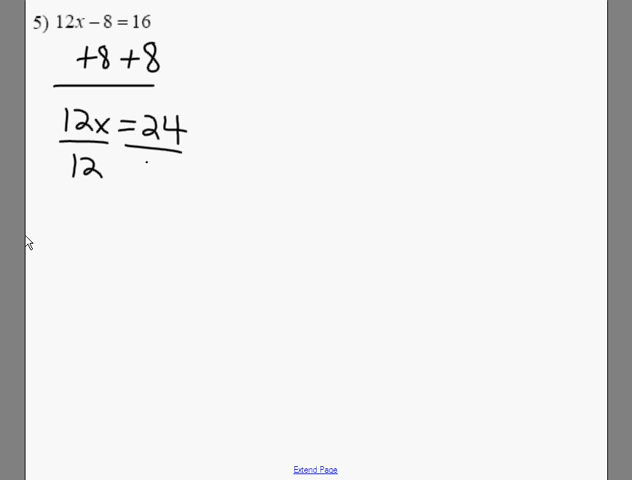 5) 12x – 8 = 16
+8 +8
12x = 24
12
Extend Page